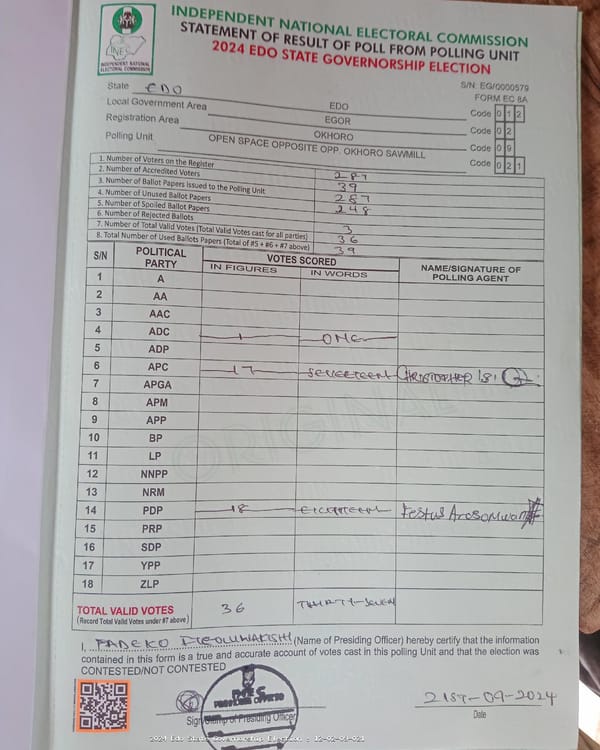 INDEPENDENT NATIONAL ELECTORAL COMMISSION
STATEMENT OF RESULT OF POLL FROM POLLING UNIT
2024 EDO STATE GOVERNORSHIP ELECTION
INEC
INDEPENDENT NATIONAL ELECTORAL COMMISSION
S/N: EG/0000579
FORM EC 8A
State EDO
Local Government Area EDO Code 0 1 2
Registration Area EGOR Code 0 2
Polling Unit OKHORO Code 0 9
OPEN SPACE OPPOSITE OPP. OKHORO SAWMILL Code 0 2 1
1. Number of Voters on the Register 287
2. Number of Accredited Voters 39
3. Number of Ballot Papers Issued to the Polling Unit 287
4. Number of Unused Ballot Papers 248
5. Number of Spoiled Ballot Papers
6. Number of Rejected Ballots 3
7. Number of Total Valid Votes (Total Valid Votes cast for all parties) 36
8. Total Number of Used Ballots Papers (Total of #5 + #6 + #7 above) 39
S/N POLITICAL PARTY VOTES SCORED NAME/SIGNATURE OF POLLING AGENT
IN FIGURES IN WORDS
1 A
2 AA
3 AAC
4 ADC 1 ONE
5 ADP
6 APC 17 SEVENTEEN CHRISTOPHER
7 APGA
8 APM
9 APP
10 BP
11 LP
12 NNPP
13 NRM
14 PDP 18 EIGHTEEN Festus Arosomwan
15 PRP
16 SDP
17 YPP
18 ZLP
ORIGINAL
TOTAL VALID VOTES 36 THIRTY-SEVEN
(Record Total Valid Votes under #7 above)
I, FADEKO (Name of Presiding Officer) hereby certify that the information
contained in this form is a true and accurate account of votes cast in this polling Unit and that the election was
CONTESTED/NOT CONTESTED
INEC
PRESIDING OFFICER
Sign/Stamp of Presiding Officer
21ST-09-2024
Date
2024 Edo State Governorship Election : 12-02-09-021